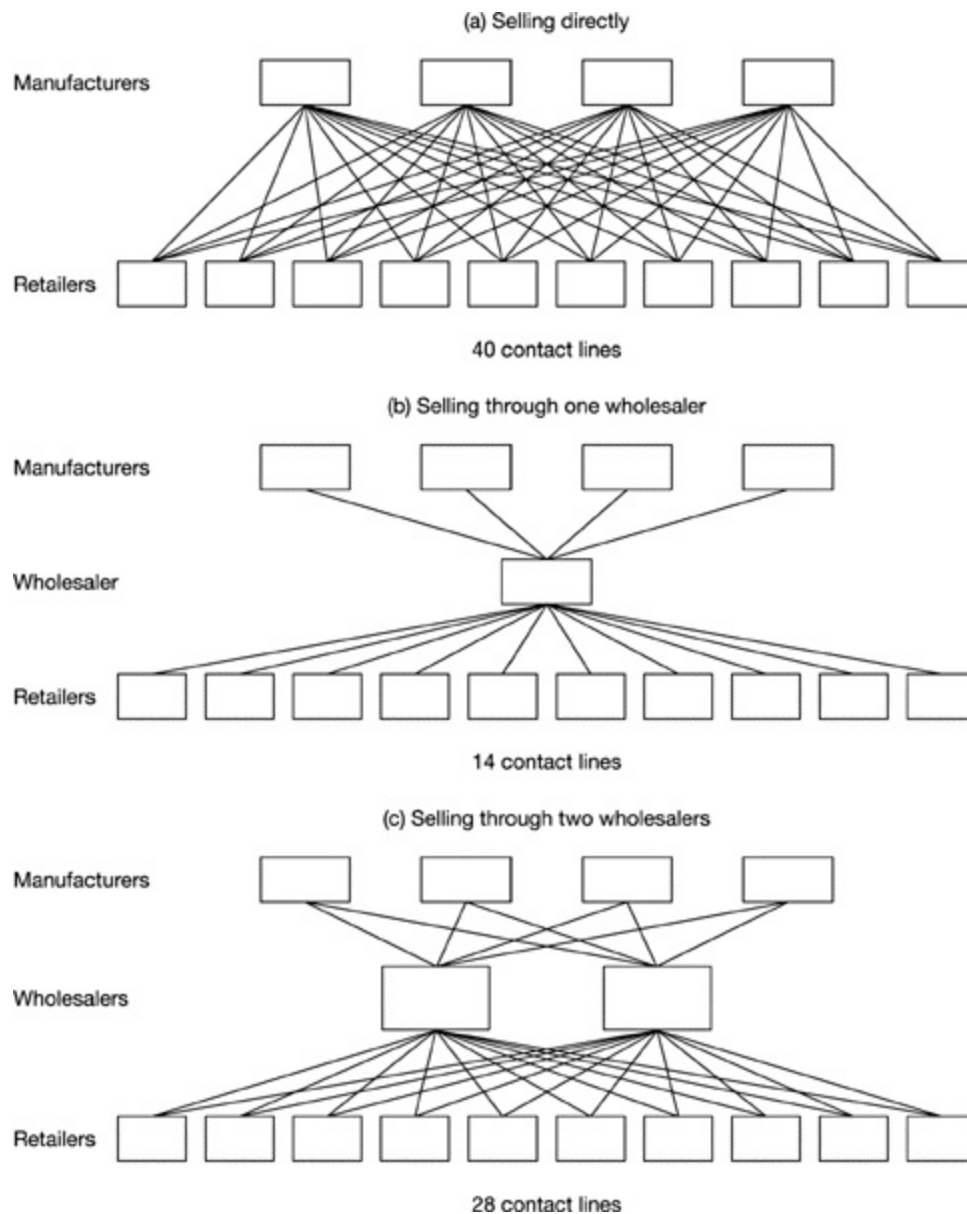 (a) Selling directly
Manufacturers
Retailers
40 contact lines
(b) Selling through one wholesaler
Manufacturers
Wholesaler
Retailers
14 contact lines
(c) Selling through two wholesalers
Manufacturers
Wholesalers
Retailers
28 contact lines